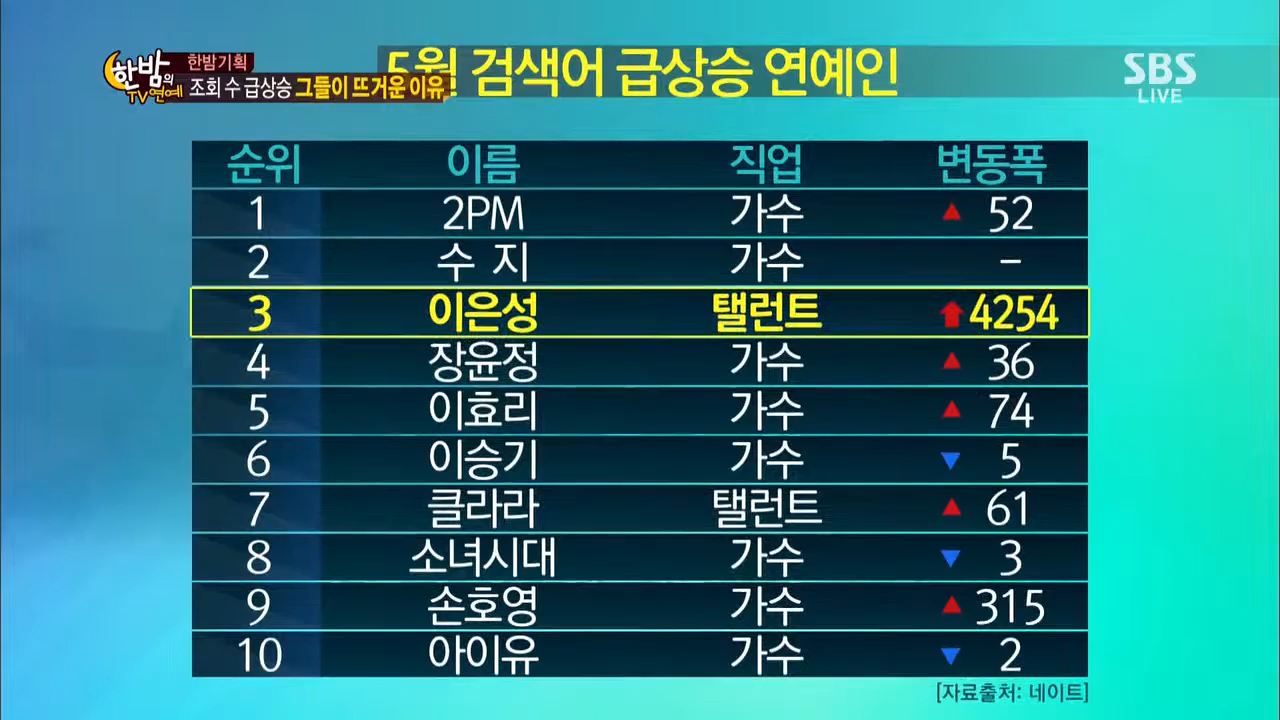 한밤의
TV연예
한밤기획
조회 수 급상승 그들이 뜨거운 이유
5월 검색어 급상승 연예인
SBS
LIVE
순위 이름 직업 변동폭
1 2PM 가수 ▲ 52
2 수 지 가수 -
3 이은성 탤런트 ⬆ 4254
4 장윤정 가수 ▲ 36
5 이효리 가수 ▲ 74
6 이승기 가수 ▼ 5
7 클라라 탤런트 ▲ 61
8 소녀시대 가수 ▼ 3
9 손호영 가수 ▲ 315
10 아이유 가수 ▼ 2
[자료출처: 네이트]